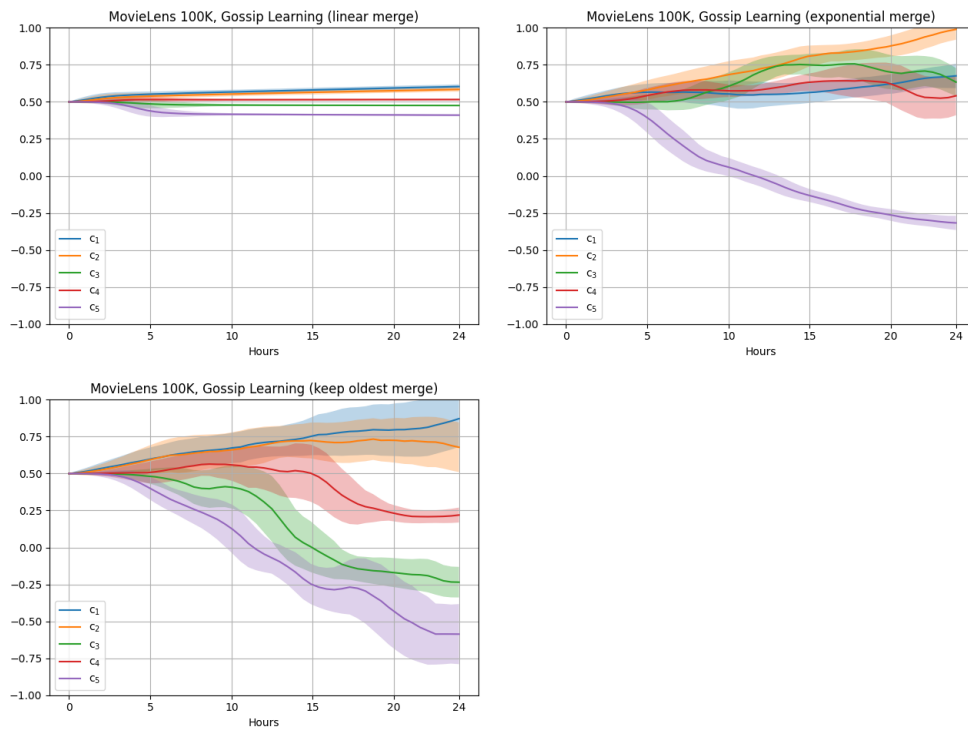 MovieLens 100K, Gossip Learning (linear merge)
1.00
0.75
0.50
0.25
0.00
−0.25
−0.50
−0.75
−1.00
c₁
c₂
c₃
c₄
c₅
0 5 10 15 20 24
Hours
MovieLens 100K, Gossip Learning (exponential merge)
1.00
0.75
0.50
0.25
0.00
−0.25
−0.50
−0.75
−1.00
c₁
c₂
c₃
c₄
c₅
0 5 10 15 20 24
Hours
MovieLens 100K, Gossip Learning (keep oldest merge)
1.00
0.75
0.50
0.25
0.00
−0.25
−0.50
−0.75
−1.00
c₁
c₂
c₃
c₄
c₅
0 5 10 15 20 24
Hours